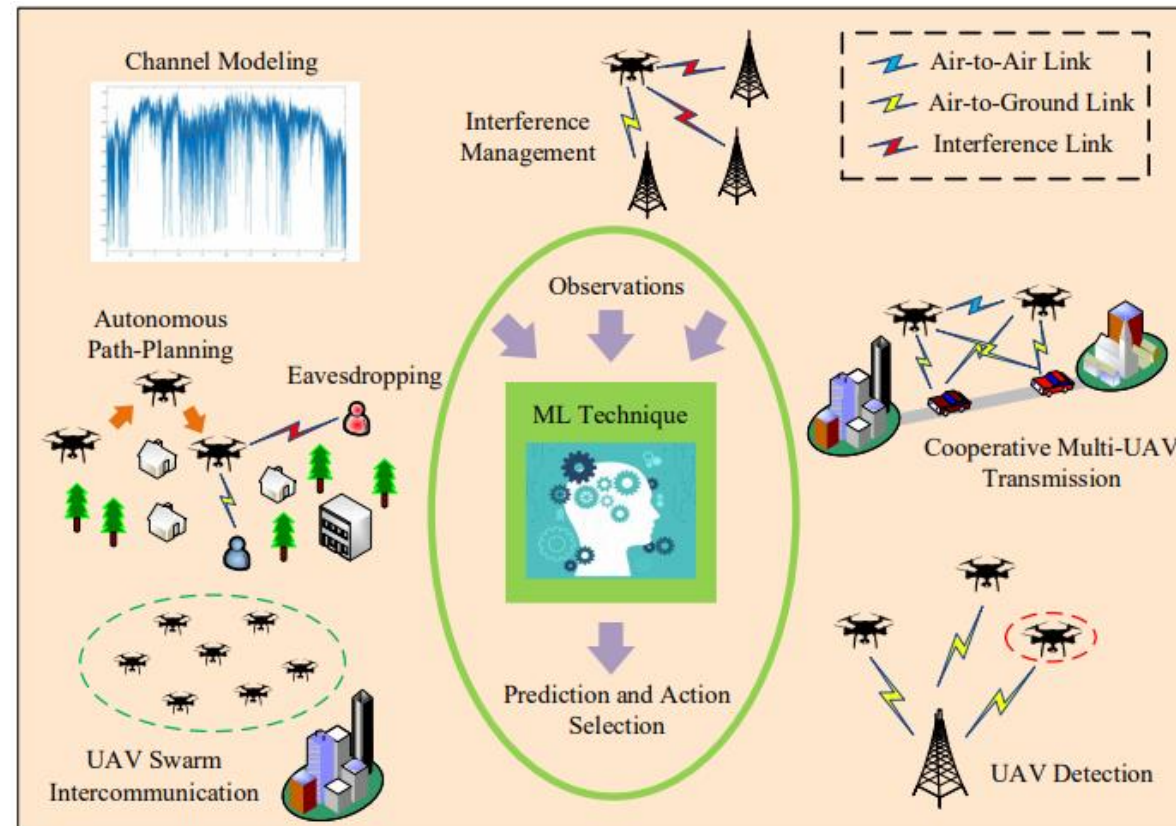 Channel Modeling
Interference
Management
Air-to-Air Link
Air-to-Ground Link
Interference Link
Observations
Autonomous
Path-Planning
Eavesdropping
ML Technique
Cooperative Multi-UAV
Transmission
Prediction and Action
Selection
UAV Swarm
Intercommunication
UAV Detection